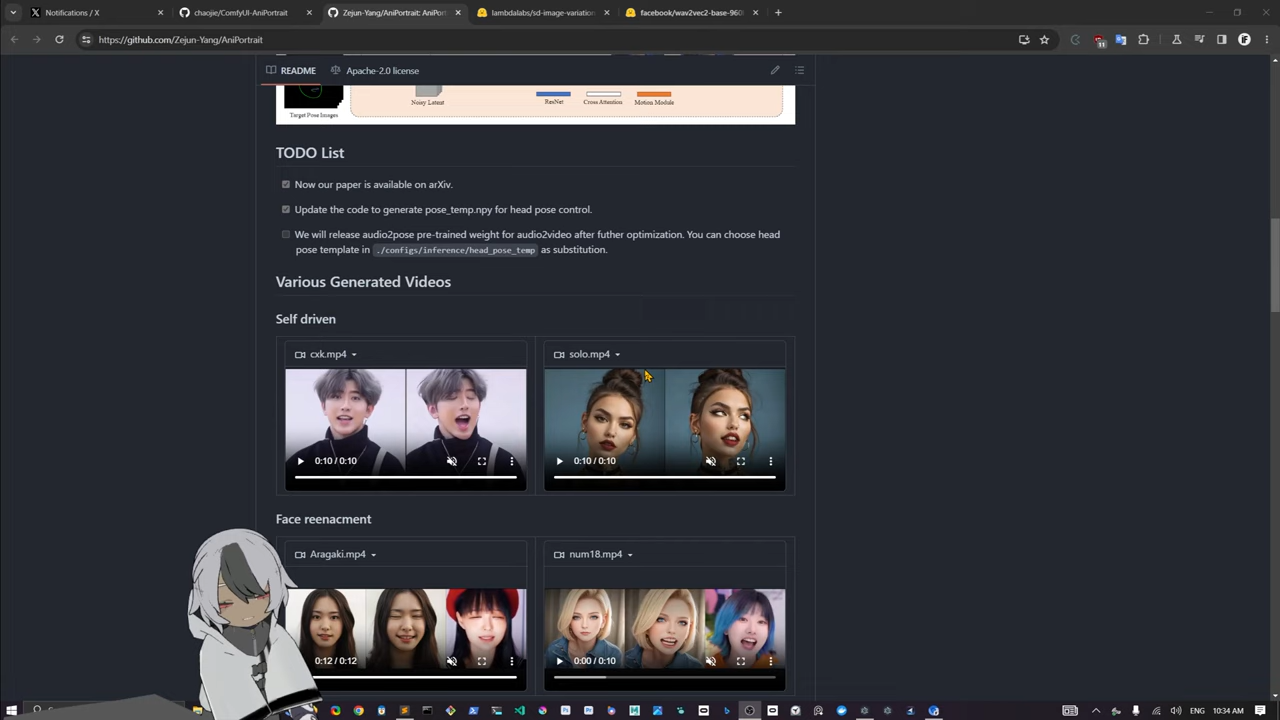 Notifications / X
chaojie/ComfyUI-AniPortrait
Zejun-Yang/AniPortrait: AniPor
lambdalabs/sd-image-variation
facebook/wav2vec2-base-960
https://github.com/Zejun-Yang/AniPortrait
11
README
Apache-2.0 license
Noisy Latent
ResNet
Cross Attention
Motion Module
Target Pose Images
TODO List
Now our paper is available on arXiv.
Update the code to generate pose_temp.npy for head pose control.
We will release audio2pose pre-trained weight for audio2video after futher optimization. You can choose head
pose template in ./configs/inference/head_pose_temp as substitution.
Various Generated Videos
Self driven
cxk.mp4
solo.mp4
0:10 / 0:10
0:10 / 0:10
Face reenacment
Aragaki.mp4
num18.mp4
0:12 / 0:12
0:00 / 0:10
10:34 AM